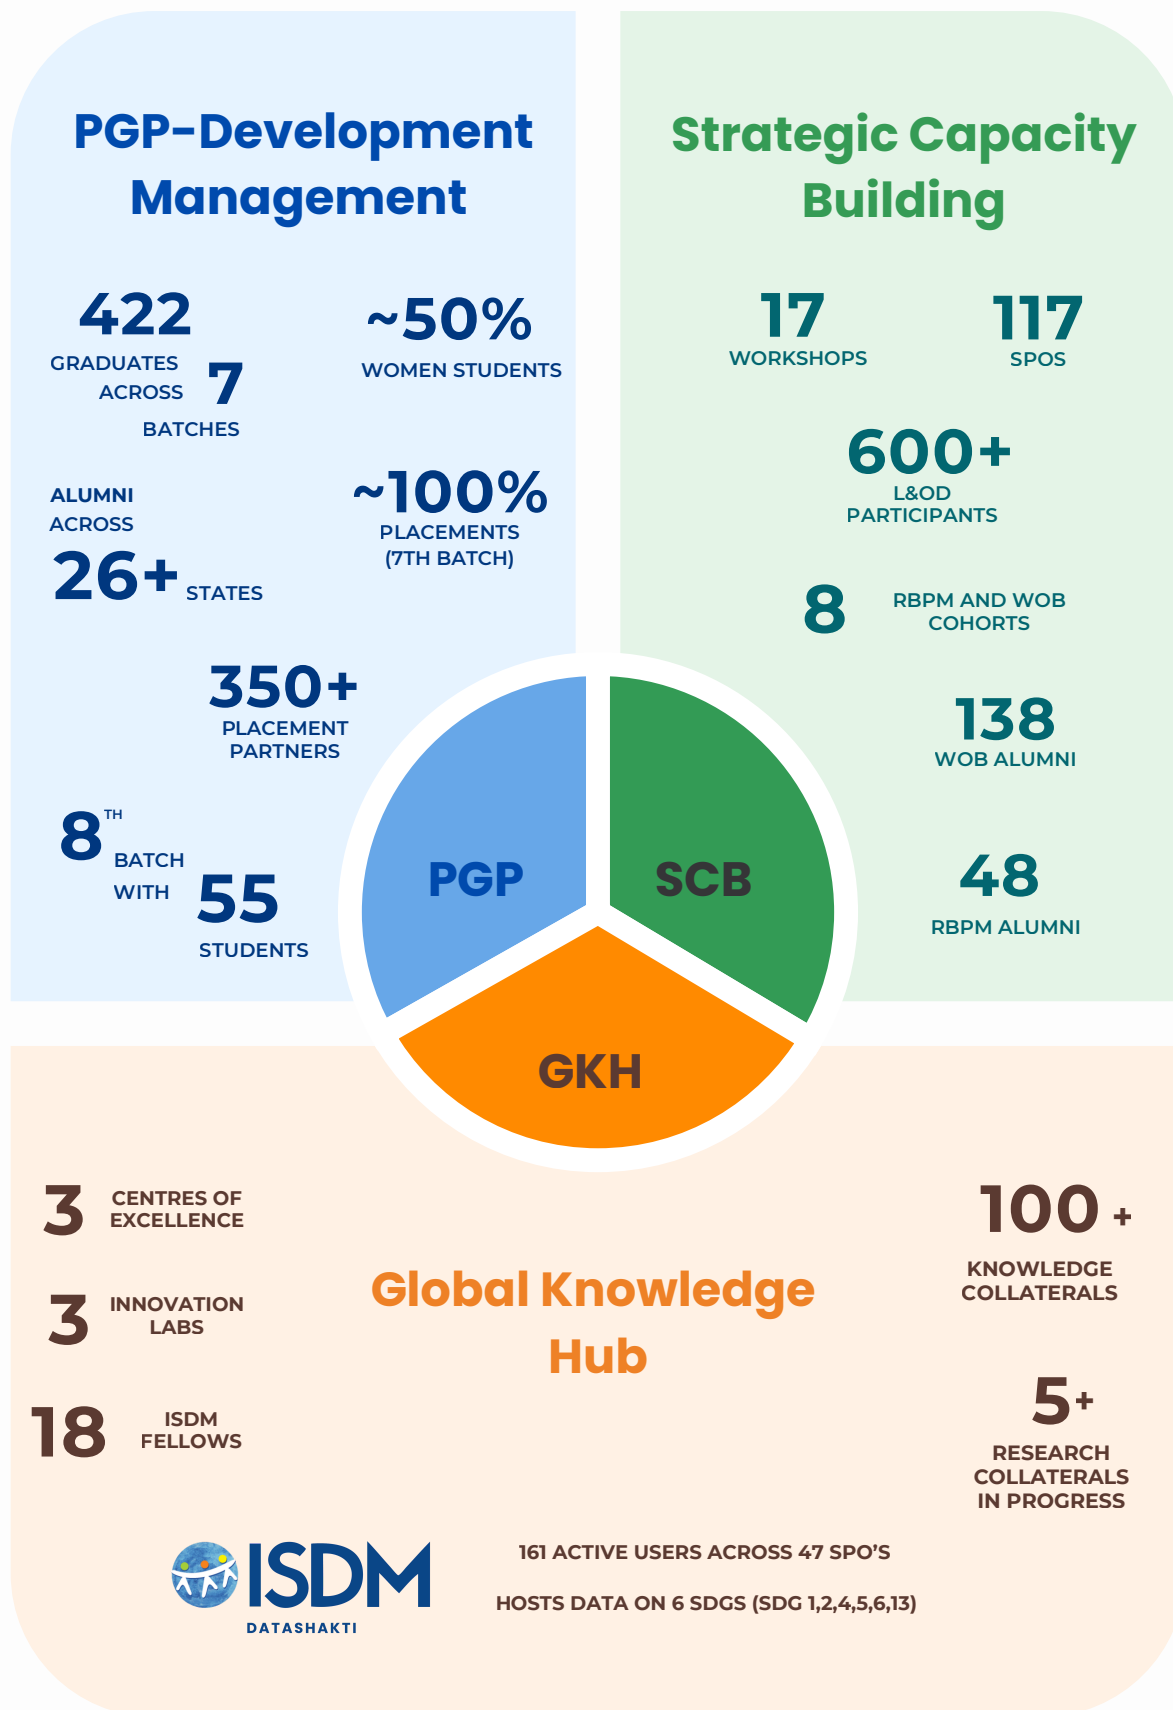 PGP-Development
Management
422
GRADUATES
ACROSS 7
BATCHES
~50%
WOMEN STUDENTS
ALUMNI
ACROSS
26+ STATES
~100%
PLACEMENTS
(7TH BATCH)
350+
PLACEMENT
PARTNERS
8TH
BATCH
WITH 55
STUDENTS
Strategic Capacity
Building
17
WORKSHOPS
117
SPOS
600+
L&OD
PARTICIPANTS
8 RBPM AND WOB
COHORTS
138
WOB ALUMNI
48
RBPM ALUMNI
PGP
SCB
GKH
Global Knowledge
Hub
3 CENTRES OF
EXCELLENCE
3 INNOVATION
LABS
18 ISDM
FELLOWS
100 +
KNOWLEDGE
COLLATERALS
5+
RESEARCH
COLLATERALS
IN PROGRESS
ISDM
DATASHAKTI
161 ACTIVE USERS ACROSS 47 SPO'S
HOSTS DATA ON 6 SDGS (SDG 1,2,4,5,6,13)